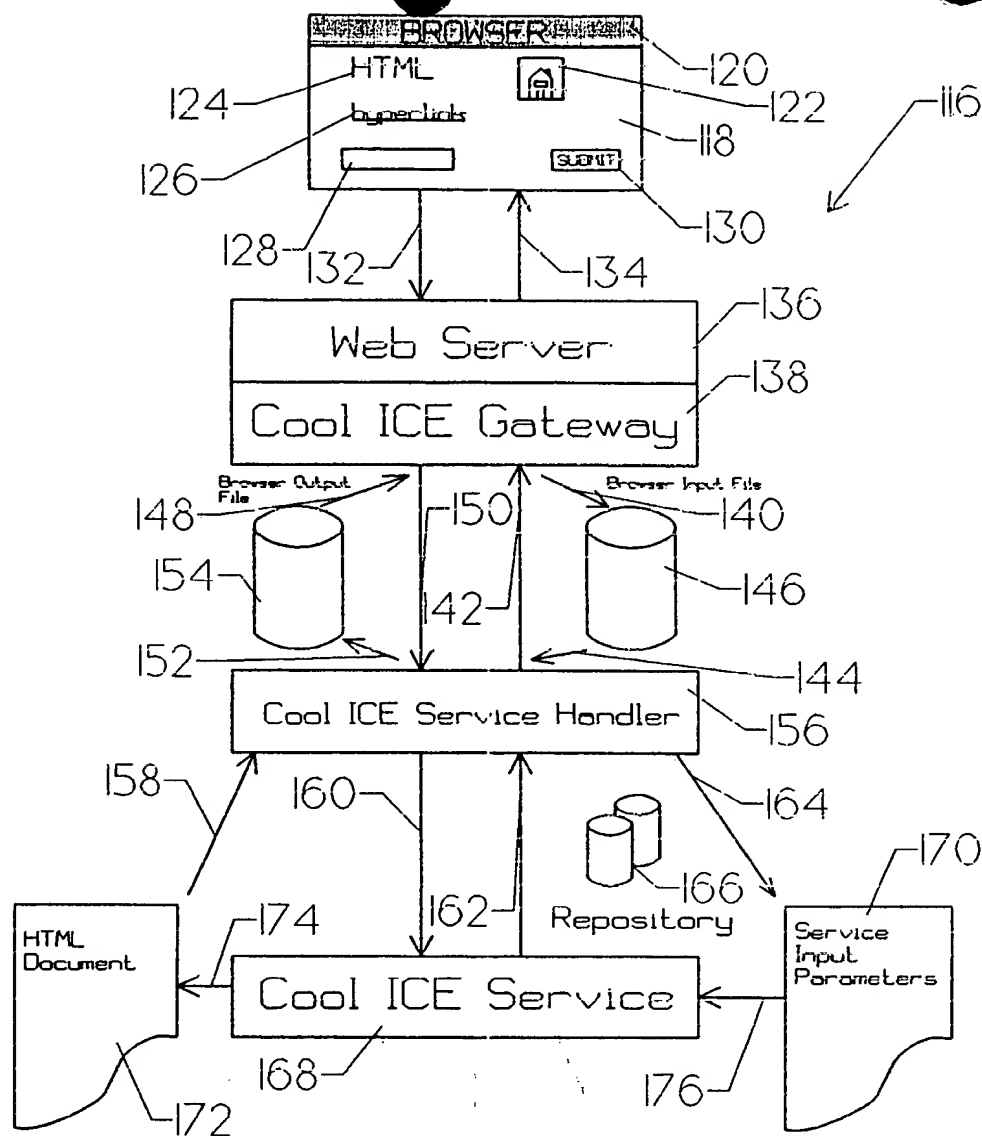 BROWSER
120
HTML
124
122
116
hyperlink
118
126
SUBMIT
130
128
132
134
136
Web Server
138
Cool ICE Gateway
Browser Output
File
Browser Input File
148
150
140
154
142
146
152
144
Cool ICE Service Handler
156
158
160
164
170
162
166
Repository
HTML
Document
174
Service
Input
Parameters
Cool ICE Service
168
176
172